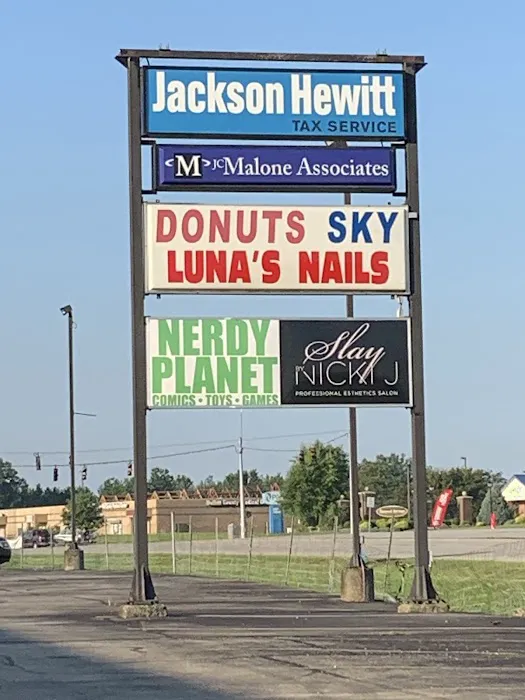 Jackson Hewitt
TAX SERVICE
<M> JC Malone Associates
DONUTS SKY
LUNA'S NAILS
NERDY
PLANET
COMICS • TOYS • GAMES
Slay
BY NICKI J
PROFESSIONAL ESTHETICS SALON